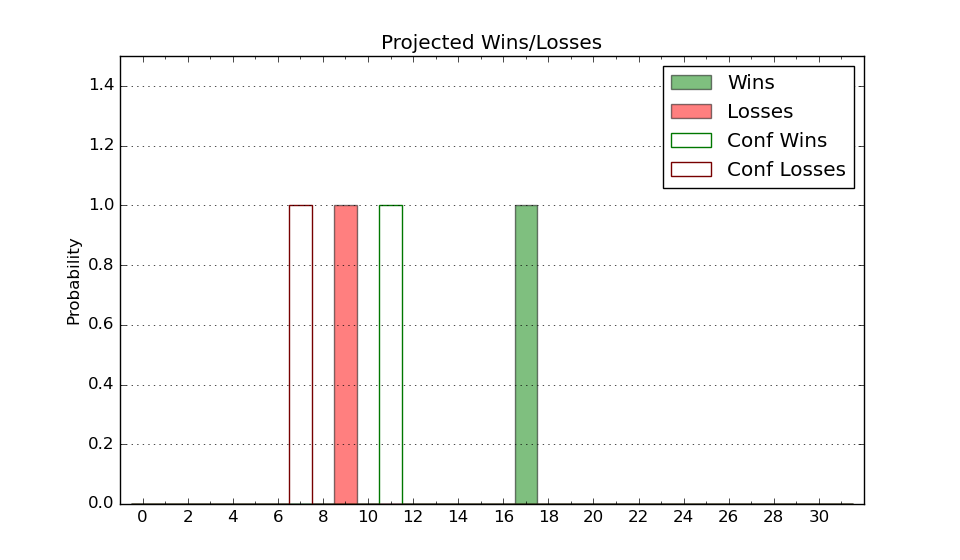 Projected Wins/Losses
1.4
1.2
1.0
0.8
0.6
0.4
0.2
0.0
Probability
Wins
Losses
Conf Wins
Conf Losses
0 2 4 6 8 10 12 14 16 18 20 22 24 26 28 30